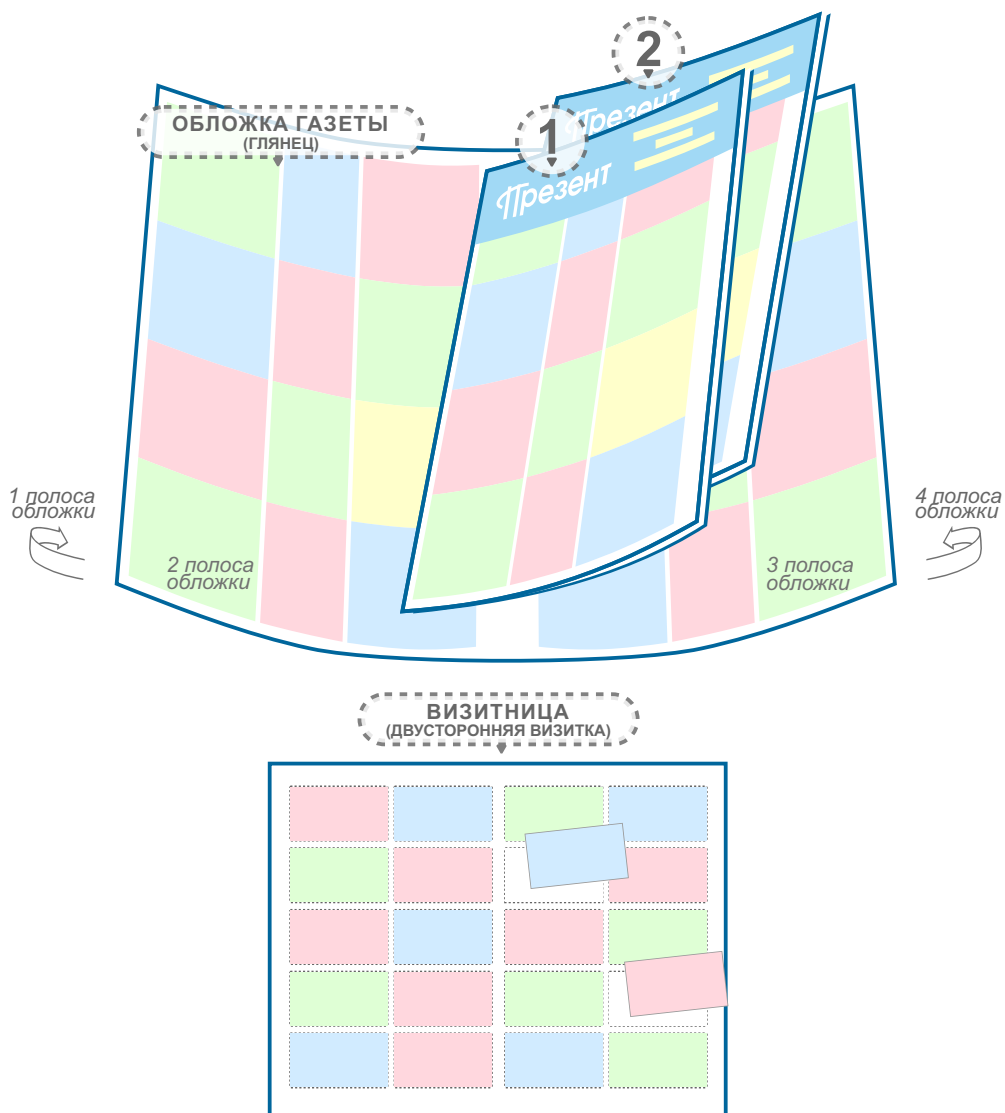 2
Презент
ОБЛОЖКА ГАЗЕТЫ
(ГЛЯНЕЦ)
1
Презент
1 полоса
обложки
4 полоса
обложки
2 полоса
обложки
3 полоса
обложки
ВИЗИТНИЦА
(ДВУСТОРОННЯЯ ВИЗИТКА)